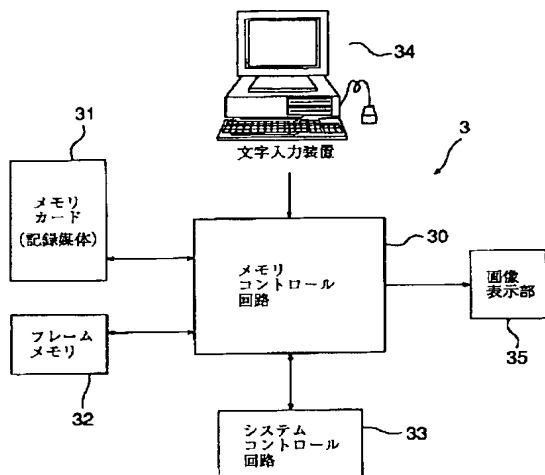 34
文字入力装置
3
31
メモリ
カード
(記録媒体)
30
メモリ
コントロール
回路
画像
表示部
35
フレーム
メモリ
32
システム
コントロール
回路
33